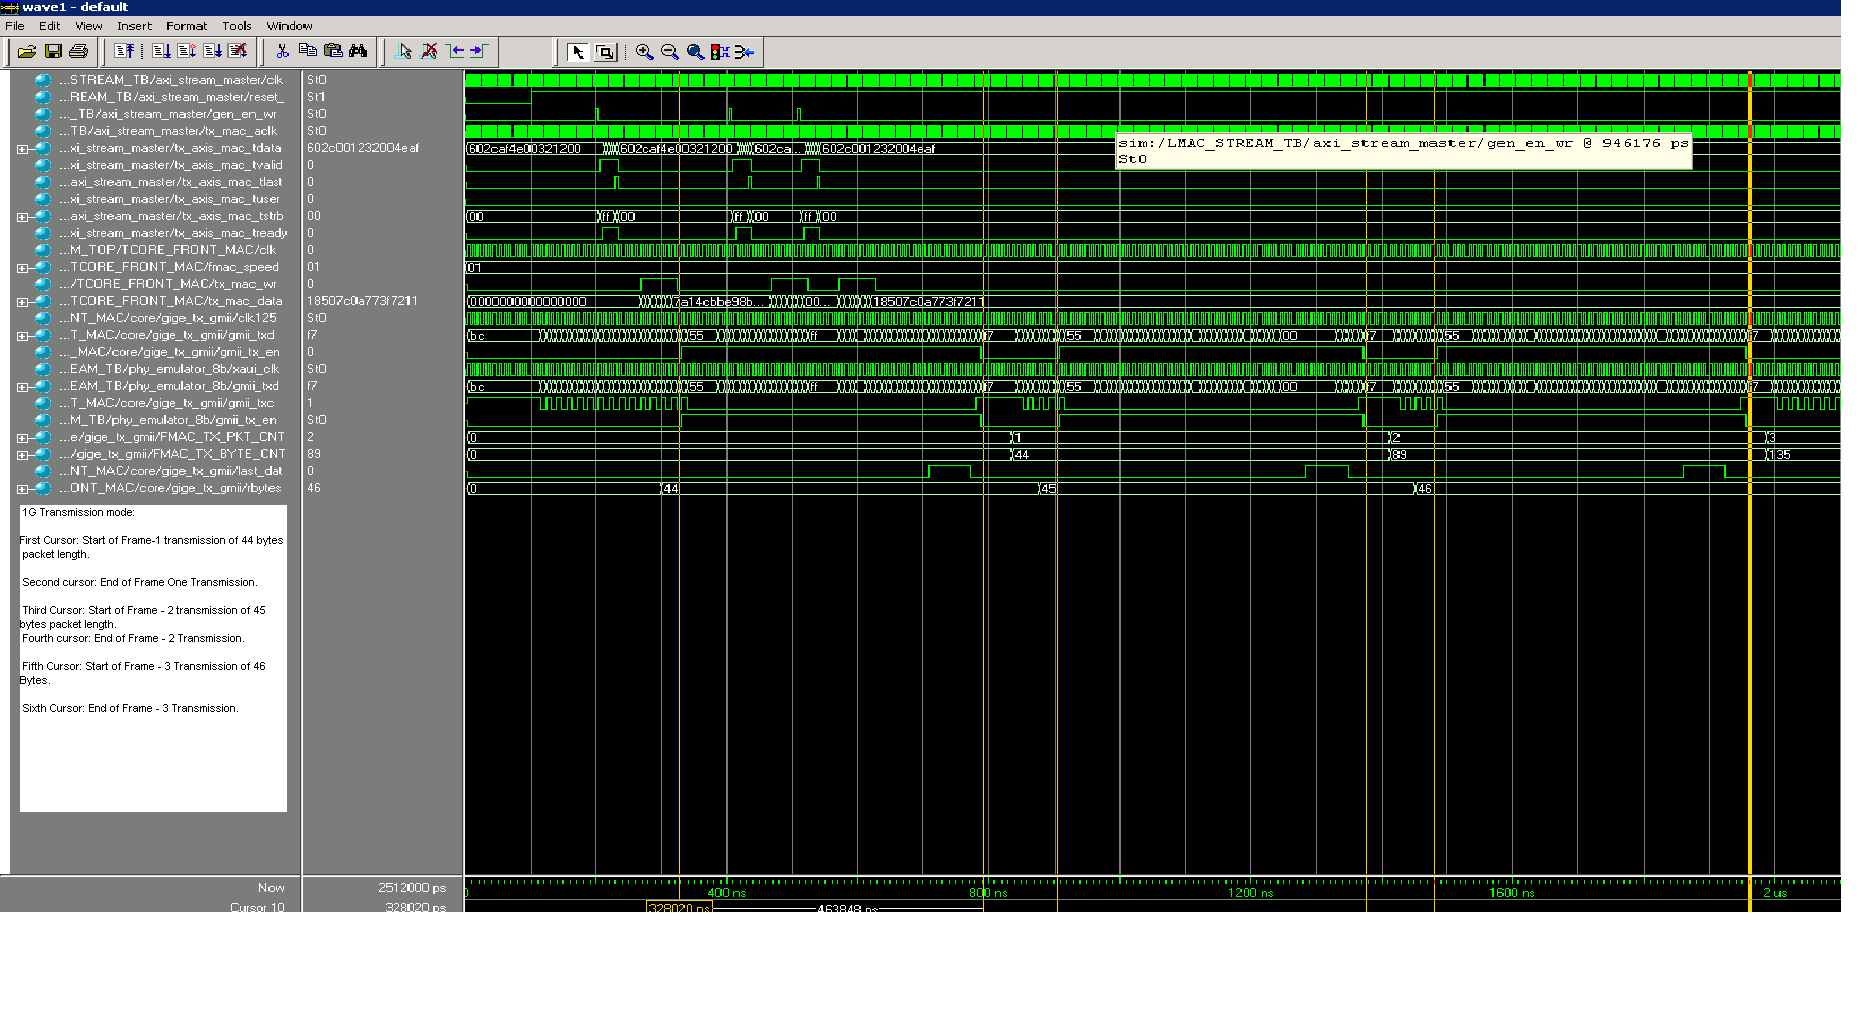 wave1 - default
File Edit View Insert Format Tools Window
...STREAM_TB/axi_stream_master/clk St0
...REAM_TB/axi_stream_master/reset_ St1
..._TB/axi_stream_master/gen_en_wr St0
...TB/axi_stream_master/tx_mac_aclk St0
...xi_stream_master/tx_axis_mac_tdata 602c001232004eaf 602caf4e00321200 602caf4e00321200 602ca... 602c001232004eaf
...xi_stream_master/tx_axis_mac_tvalid 0
...axi_stream_master/tx_axis_mac_tlast 0
...xi_stream_master/tx_axis_mac_tuser 0
...axi_stream_master/tx_axis_mac_tstrb 00 00 ff 00 ff 00 ff 00
...xi_stream_master/tx_axis_mac_tready 0
...M_TOP/TCORE_FRONT_MAC/clk 0
...TCORE_FRONT_MAC/fmac_speed 01 01
.../TCORE_FRONT_MAC/tx_mac_wr 0
...TCORE_FRONT_MAC/tx_mac_data 18507c0a773f7211 0000000000000000 7a14cbbe98b... 00... 18507c0a773f7211
...NT_MAC/core/gige_tx_gmii/clk125 St0
...T_MAC/core/gige_tx_gmii/gmii_txd f7 bc 55 ff f7 55 00 f7 55 f7
..._MAC/core/gige_tx_gmii/gmii_tx_en 0
...EAM_TB/phy_emulator_8b/xaui_clk St0
...EAM_TB/phy_emulator_8b/gmii_txd f7 bc 55 ff f7 55 00 f7 55 f7
...T_MAC/core/gige_tx_gmii/gmii_txc 1
...M_TB/phy_emulator_8b/gmii_tx_en St0
...e/gige_tx_gmii/FMAC_TX_PKT_CNT 2 0 1 2 3
.../gige_tx_gmii/FMAC_TX_BYTE_CNT 89 0 44 89 135
...NT_MAC/core/gige_tx_gmii/last_dat 0
...ONT_MAC/core/gige_tx_gmii/rbytes 46 0 44 45 46
sim:/LMAC_STREAM_TB/axi_stream_master/gen_en_wr @ 946176 ps
St0
1G Transmission mode:
First Cursor: Start of Frame-1 transmission of 44 bytes
packet length.
Second cursor: End of Frame One Transmission.
Third Cursor: Start of Frame - 2 transmission of 45
bytes packet length.
Fourth cursor: End of Frame - 2 Transmission.
Fifth Cursor: Start of Frame - 3 Transmission of 46
Bytes.
Sixth Cursor: End of Frame - 3 Transmission.
Now 2512000 ps 0 400 ns 800 ns 1200 ns 1600 ns 2 us
Cursor 10 328020 ps 328020 ps 463848 ps